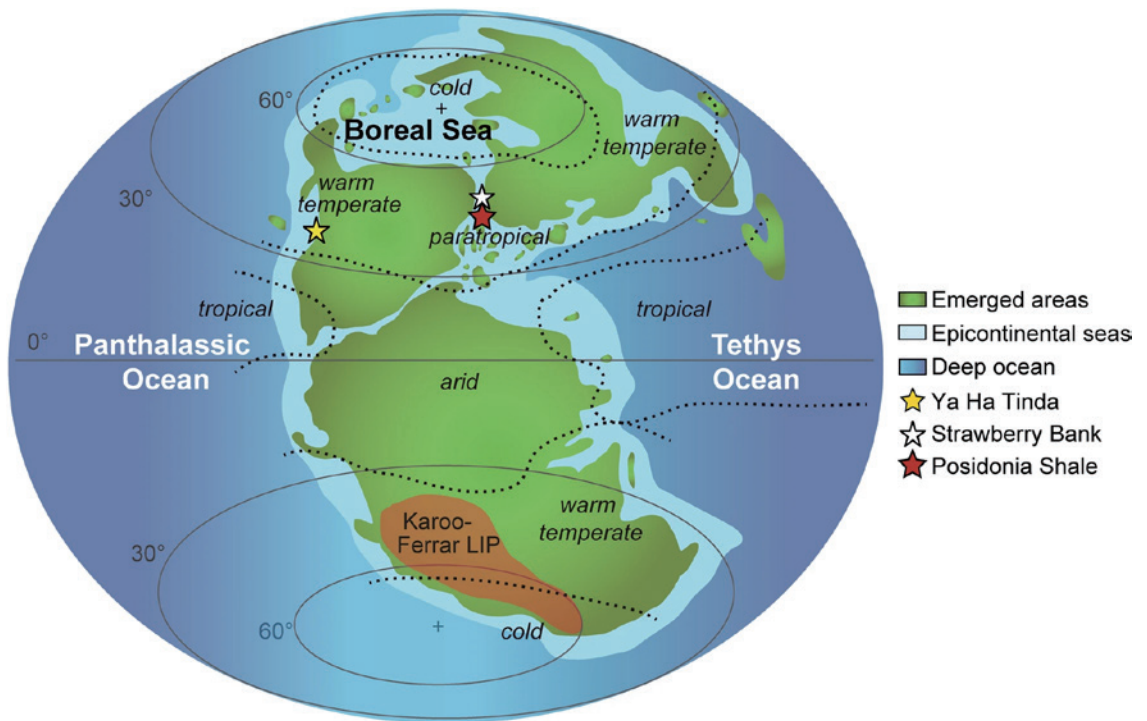 cold
60°
+
Boreal Sea
warm
temperate
30°
warm
temperate
paratropical
tropical
tropical
0°
Panthalassic
Ocean
Tethys
Ocean
arid
Karoo-
Ferrar LIP
warm
temperate
30°
60°
+
cold
Emerged areas
Epicontinental seas
Deep ocean
Ya Ha Tinda
Strawberry Bank
Posidonia Shale